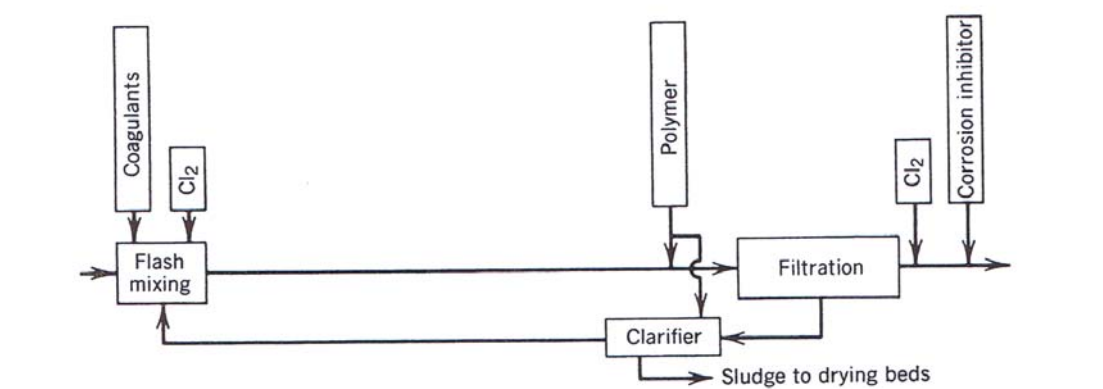 Coagulants
Cl2
Polymer
Cl2
Corrosion inhibitor
Flash
mixing
Filtration
Clarifier
Sludge to drying beds